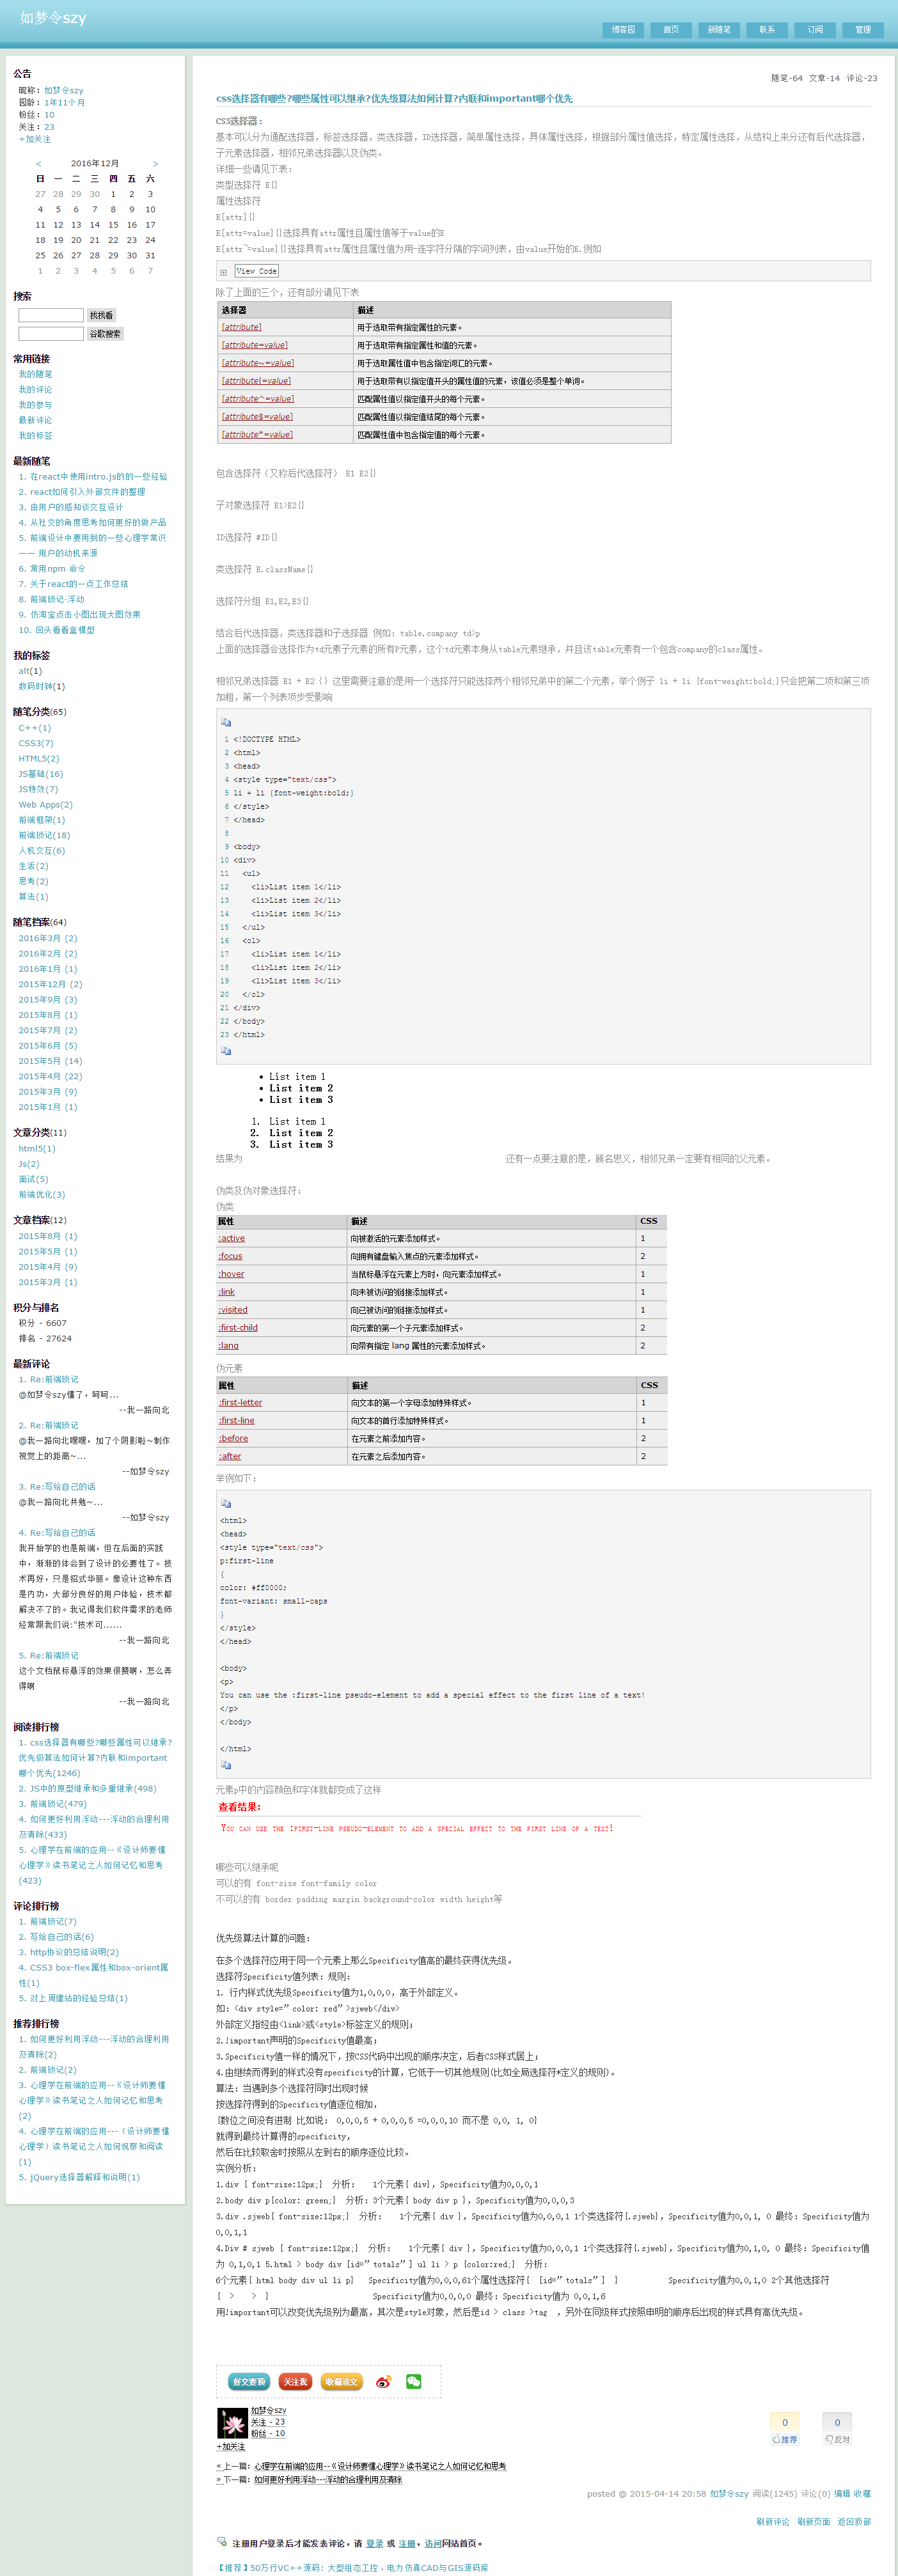 如梦令szy
博客园 首页 新随笔 联系 订阅 管理
随笔-64 文章-14 评论-23
公告
昵称：如梦令szy
园龄：1年11个月
粉丝：10
关注：23
+加关注
< 2016年12月 >
日 一 二 三 四 五 六
27 28 29 30 1 2 3
4 5 6 7 8 9 10
11 12 13 14 15 16 17
18 19 20 21 22 23 24
25 26 27 28 29 30 31
1 2 3 4 5 6 7
搜索
找找看
谷歌搜索
常用链接
我的随笔
我的评论
我的参与
最新评论
我的标签
最新随笔
1. 在react中使用intro.js的的一些经验
2. react如何引入外部文件的整理
3. 由用户的感知谈交互设计
4. 从社交的角度思考如何更好的做产品
5. 前端设计中要用到的一些心理学常识
—— 用户的动机来源
6. 常用npm 命令
7. 关于react的一点工作总结
8. 前端琐记·浮动
9. 仿淘宝点击小图出现大图效果
10. 回头看看盒模型
我的标签
alt(1)
数码时钟(1)
随笔分类(65)
C++(1)
CSS3(7)
HTML5(2)
JS基础(16)
JS特效(7)
Web Apps(2)
前端框架(1)
前端琐记(18)
人机交互(6)
生活(2)
思考(2)
算法(1)
随笔档案(64)
2016年3月 (2)
2016年2月 (2)
2016年1月 (1)
2015年12月 (2)
2015年9月 (3)
2015年8月 (1)
2015年7月 (2)
2015年6月 (5)
2015年5月 (14)
2015年4月 (22)
2015年3月 (9)
2015年1月 (1)
文章分类(11)
html5(1)
Js(2)
面试(5)
前端优化(3)
文章档案(12)
2015年8月 (1)
2015年5月 (1)
2015年4月 (9)
2015年3月 (1)
积分与排名
积分 - 6607
排名 - 27624
最新评论
1. Re:前端琐记
@如梦令szy懂了，呵呵...
--我一路向北
2. Re:前端琐记
@我一路向北嘿嘿，加了个阴影啦~制作
视觉上的距离~...
--如梦令szy
3. Re:写给自己的话
@我一路向北共勉~...
--如梦令szy
4. Re:写给自己的话
我开始学的也是前端，但在后面的实践
中，渐渐的体会到了设计的必要性了。技
术再好，只是招式华丽。像设计这种东西
是内功，大部分良好的用户体验，技术都
解决不了的。我记得我们软件需求的老师
经常跟我们说:"技术可......
--我一路向北
5. Re:前端琐记
这个文档鼠标悬浮的效果很赞啊，怎么弄
得啊
--我一路向北
阅读排行榜
1. css选择器有哪些?哪些属性可以继承?
优先级算法如何计算?内联和important
哪个优先(1246)
2. JS中的原型继承和多重继承(498)
3. 前端琐记(479)
4. 如何更好利用浮动---浮动的合理利用
及清除(433)
5. 心理学在前端的应用--《设计师要懂
心理学》读书笔记之人如何记忆和思考
(423)
评论排行榜
1. 前端琐记(7)
2. 写给自己的话(6)
3. http协议的总结说明(2)
4. CSS3 box-flex属性和box-orient属
性(1)
5. 对上周建站的经验总结(1)
推荐排行榜
1. 如何更好利用浮动---浮动的合理利用
及清除(2)
2. 前端琐记(2)
3. 心理学在前端的应用--《设计师要懂
心理学》读书笔记之人如何记忆和思考
(2)
4. 心理学在前端的应用---（设计师要懂
心理学）读书笔记之人如何观察和阅读
(1)
5. jQuery选择器解释和说明(1)
css选择器有哪些?哪些属性可以继承?优先级算法如何计算?内联和important哪个优先
CSS选择器：
基本可以分为通配选择器，标签选择器，类选择器，ID选择器，简单属性选择，具体属性选择，根据部分属性值选择，特定属性选择，从结构上来分还有后代选择器，
子元素选择器，相邻兄弟选择器以及伪类。
详细一些请见下表：
类型选择符 E{}
属性选择符
E[attr]{}
E[attr=value]{}选择具有attr属性且属性值等于value的E
E[attr~=value]{}选择具有attr属性且属性值为用-连字符分隔的字词列表，由value开始的E.例如
View Code
除了上面的三个，还有部分请见下表
选择器 描述
[attribute] 用于选取带有指定属性的元素。
[attribute=value] 用于选取带有指定属性和值的元素。
[attribute~=value] 用于选取属性值中包含指定词汇的元素。
[attribute|=value] 用于选取带有以指定值开头的属性值的元素，该值必须是整个单词。
[attribute^=value] 匹配属性值以指定值开头的每个元素。
[attribute$=value] 匹配属性值以指定值结尾的每个元素。
[attribute*=value] 匹配属性值中包含指定值的每个元素。
包含选择符（又称后代选择符） E1 E2{}
子对象选择符 E1>E2{}
ID选择符 #ID{}
类选择符 E.className{}
选择符分组 E1,E2,E3{}
结合后代选择器，类选择器和子选择器 例如：table.company td>p
上面的选择器会选择作为td元素子元素的所有P元素，这个td元素本身从table元素继承，并且该table元素有一个包含company的class属性。
相邻兄弟选择器 E1 + E2（）这里需要注意的是用一个选择符只能选择两个相邻兄弟中的第二个元素，举个例子 li + li {font-weight:bold;}只会把第二项和第三项
加粗，第一个列表项步受影响
1 <!DOCTYPE HTML>
2 <html>
3 <head>
4 <style type="text/css">
5 li + li {font-weight:bold;}
6 </style>
7 </head>
8
9 <body>
10 <div>
11 <ul>
12 <li>List item 1</li>
13 <li>List item 2</li>
14 <li>List item 3</li>
15 </ul>
16 <ol>
17 <li>List item 1</li>
18 <li>List item 2</li>
19 <li>List item 3</li>
20 </ol>
21 </div>
22 </body>
23 </html>
• List item 1
• List item 2
• List item 3
1. List item 1
2. List item 2
3. List item 3
结果为 还有一点要注意的是，顾名思义，相邻兄弟一定要有相同的父元素。
伪类及伪对象选择符：
伪类
属性 描述 CSS
:active 向被激活的元素添加样式。 1
:focus 向拥有键盘输入焦点的元素添加样式。 2
:hover 当鼠标悬浮在元素上方时，向元素添加样式。 1
:link 向未被访问的链接添加样式。 1
:visited 向已被访问的链接添加样式。 1
:first-child 向元素的第一个子元素添加样式。 2
:lang 向带有指定 lang 属性的元素添加样式。 2
伪元素
属性 描述 CSS
:first-letter 向文本的第一个字母添加特殊样式。 1
:first-line 向文本的首行添加特殊样式。 1
:before 在元素之前添加内容。 2
:after 在元素之后添加内容。 2
举例如下：
<html>
<head>
<style type="text/css">
p:first-line
{
color: #ff0000;
font-variant: small-caps
}
</style>
</head>
<body>
<p>
You can use the :first-line pseudo-element to add a special effect to the first line of a text!
</p>
</body>
</html>
元素p中的内容颜色和字体就都变成了这样
查看结果：
You can use the :first-line pseudo-element to add a special effect to the first line of a text!
哪些可以继承呢
可以的有 font-size font-family color
不可以的有 border padding margin background-color width height等
优先级算法计算的问题：
在多个选择符应用于同一个元素上那么Specificity值高的最终获得优先级。
选择符Specificity值列表：规则：
1. 行内样式优先级Specificity值为1,0,0,0，高于外部定义。
如：<div style=”color: red”>sjweb</div>
外部定义指经由<link>或<style>标签定义的规则；
2.!important声明的Specificity值最高；
3.Specificity值一样的情况下，按CSS代码中出现的顺序决定，后者CSS样式居上；
4.由继续而得到的样式没有specificity的计算，它低于一切其他规则(比如全局选择符*定义的规则)。
算法：当遇到多个选择符同时出现时候
按选择符得到的Specificity值逐位相加，
{数位之间没有进制 比如说： 0,0,0,5 + 0,0,0,5 =0,0,0,10 而不是 0,0, 1, 0}
就得到最终计算得的specificity，
然后在比较取舍时按照从左到右的顺序逐位比较。
实例分析：
1.div { font-size:12px;} 分析： 1个元素{ div}，Specificity值为0,0,0,1
2.body div p{color: green;} 分析：3个元素{ body div p }，Specificity值为0,0,0,3
3.div .sjweb{ font-size:12px;} 分析： 1个元素{ div }，Specificity值为0,0,0,1 1个类选择符{.sjweb}，Specificity值为0,0,1, 0 最终：Specificity值为
0,0,1,1
4.Div # sjweb { font-size:12px;} 分析： 1个元素{ div }，Specificity值为0,0,0,1 1个类选择符{.sjweb}，Specificity值为0,1,0, 0 最终：Specificity值
为 0,1,0,1 5.html > body div [id=”totals”] ul li > p {color:red;} 分析：
6个元素{ html body div ul li p} Specificity值为0,0,0,61个属性选择符{ [id=”totals”] } Specificity值为0,0,1,0 2个其他选择符
{ > > } Specificity值为0,0,0,0 最终：Specificity值为 0,0,1,6
用!important可以改变优先级别为最高，其次是style对象，然后是id > class >tag ，另外在同级样式按照申明的顺序后出现的样式具有高优先级。
好文要顶 关注我 收藏该文
如梦令szy
关注 - 23
粉丝 - 10
+加关注
0 0
推荐 反对
« 上一篇：心理学在前端的应用--《设计师要懂心理学》读书笔记之人如何记忆和思考
» 下一篇：如何更好利用浮动---浮动的合理利用及清除
posted @ 2015-04-14 20:58 如梦令szy 阅读(1245) 评论(0) 编辑 收藏
刷新评论 刷新页面 返回顶部
注册用户登录后才能发表评论，请 登录 或 注册，访问网站首页。
【推荐】50万行VC++源码: 大型组态工控、电力仿真CAD与GIS源码库